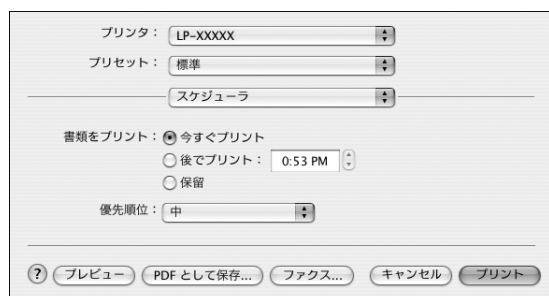 プリンタ： LP-XXXXX
プリセット： 標準
スケジューラ
書類をプリント： 今すぐプリント
後でプリント： 0:53 PM
保留
優先順位： 中
? プレビュー PDF として保存... ファクス... キャンセル プリント